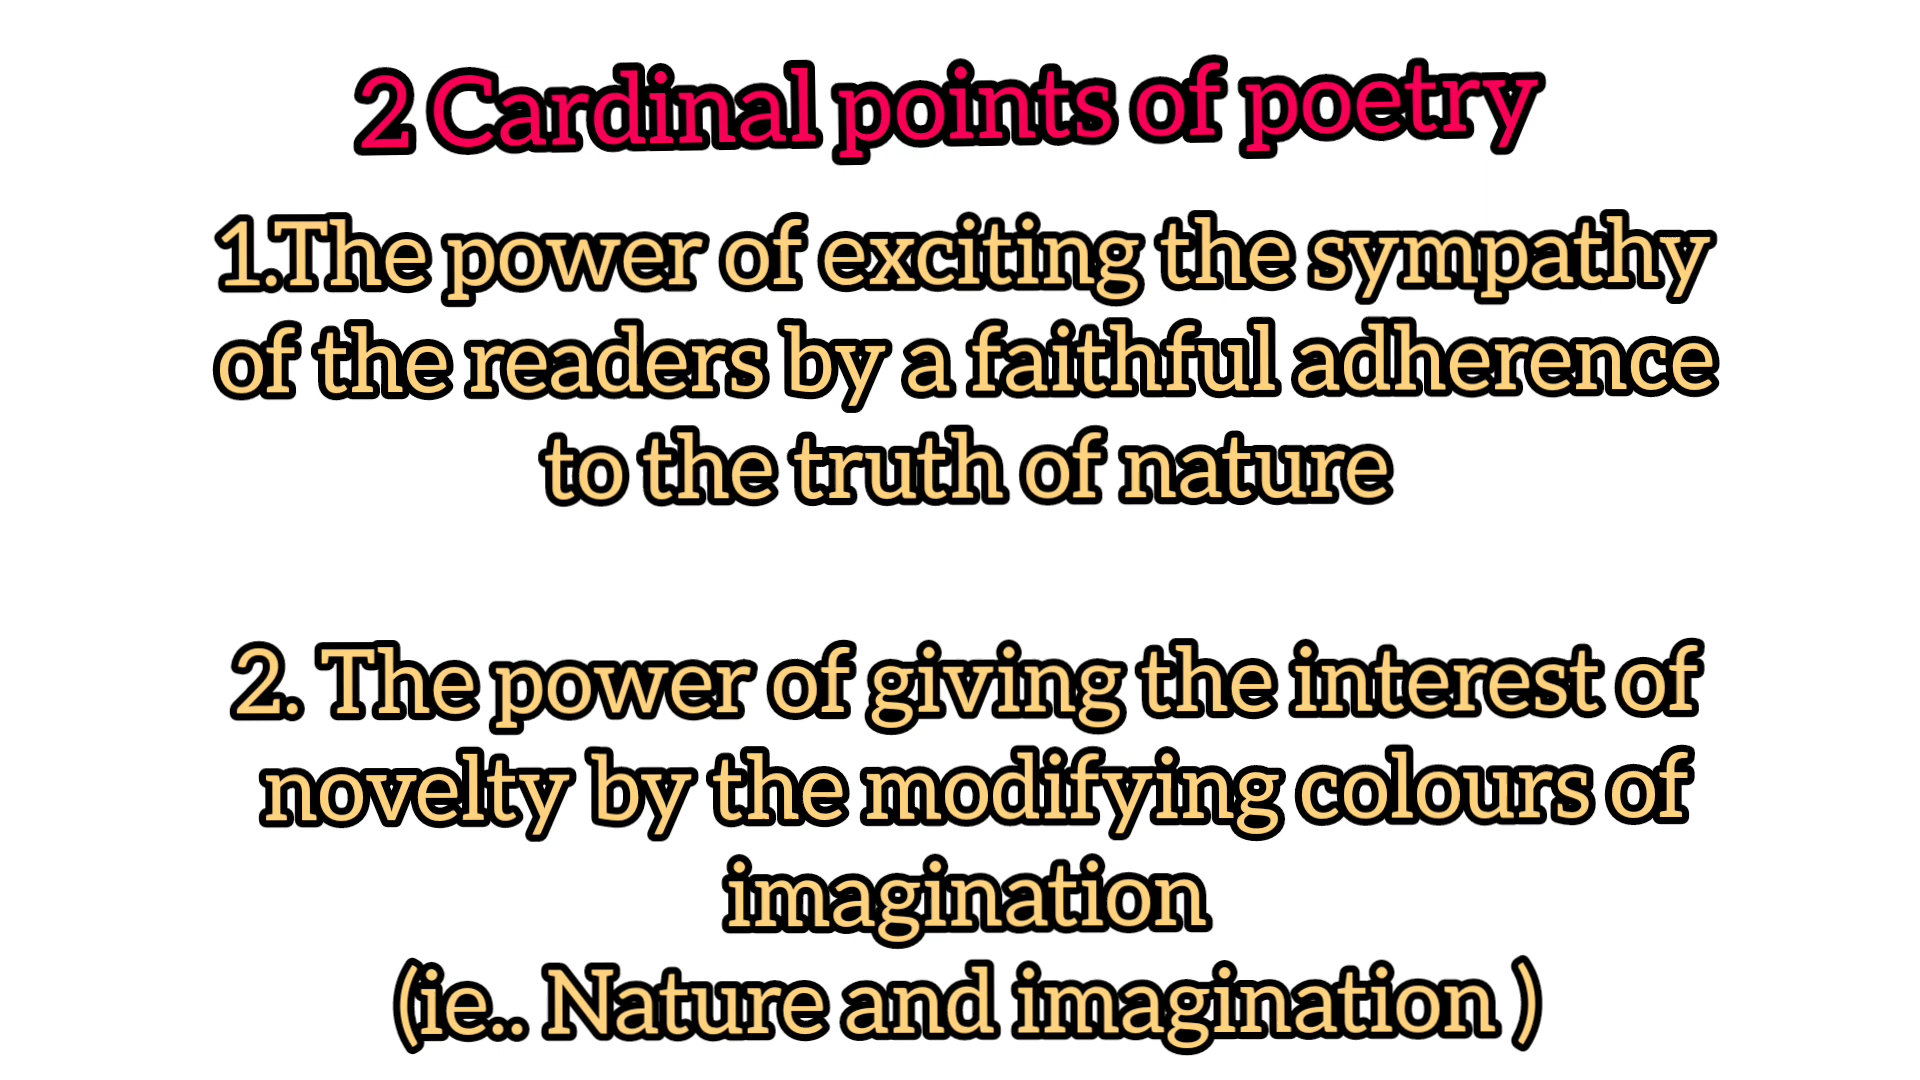 2 Cardinal points of poetry
1.The power of exciting the sympathy
of the readers by a faithful adherence
to the truth of nature
2. The power of giving the interest of
novelty by the modifying colours of
imagination
(ie.. Nature and imagination )